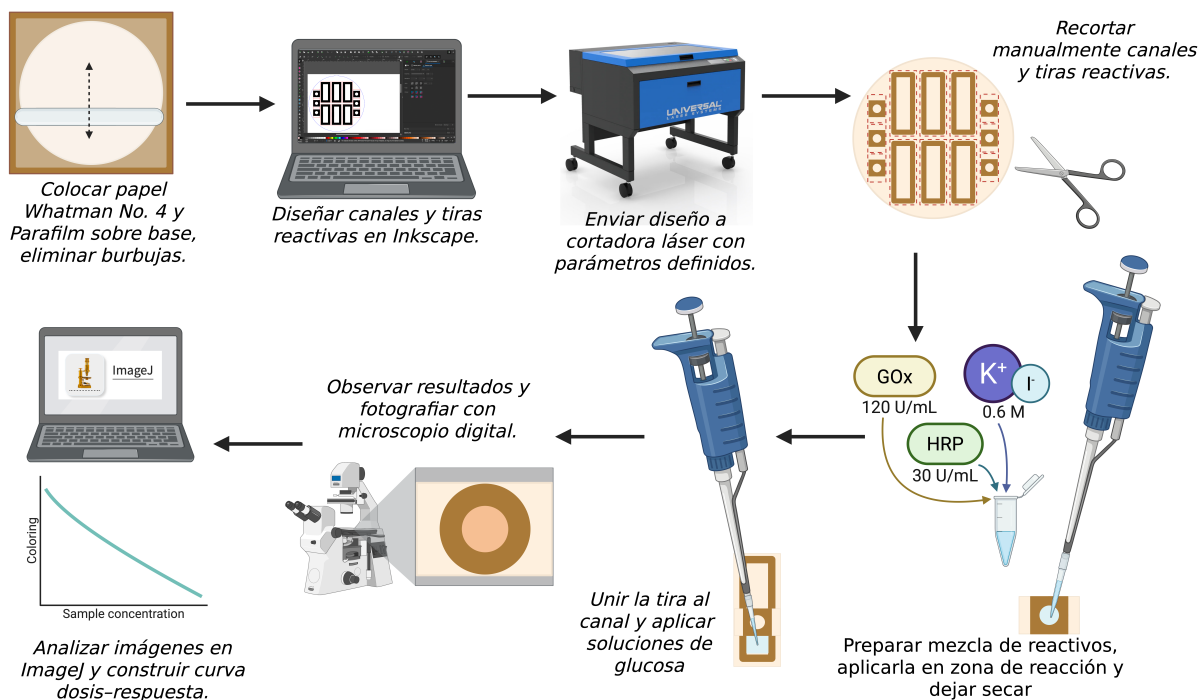 Colocar papel
Whatman No. 4 y
Parafilm sobre base,
eliminar burbujas.
Diseñar canales y tiras
reactivas en Inkscape.
UNIVERSAL
LASER SYSTEMS
Enviar diseño a
cortadora láser con
parámetros definidos.
Recortar
manualmente canales
y tiras reactivas.
GOx
120 U/mL
K+
I-
0.6 M
HRP
30 U/mL
Preparar mezcla de reactivos,
aplicarla en zona de reacción y
dejar secar
Unir la tira al
canal y aplicar
soluciones de
glucosa
Observar resultados y
fotografiar con
microscopio digital.
ImageJ
Coloring
Sample concentration
Analizar imágenes en
ImageJ y construir curva
dosis–respuesta.